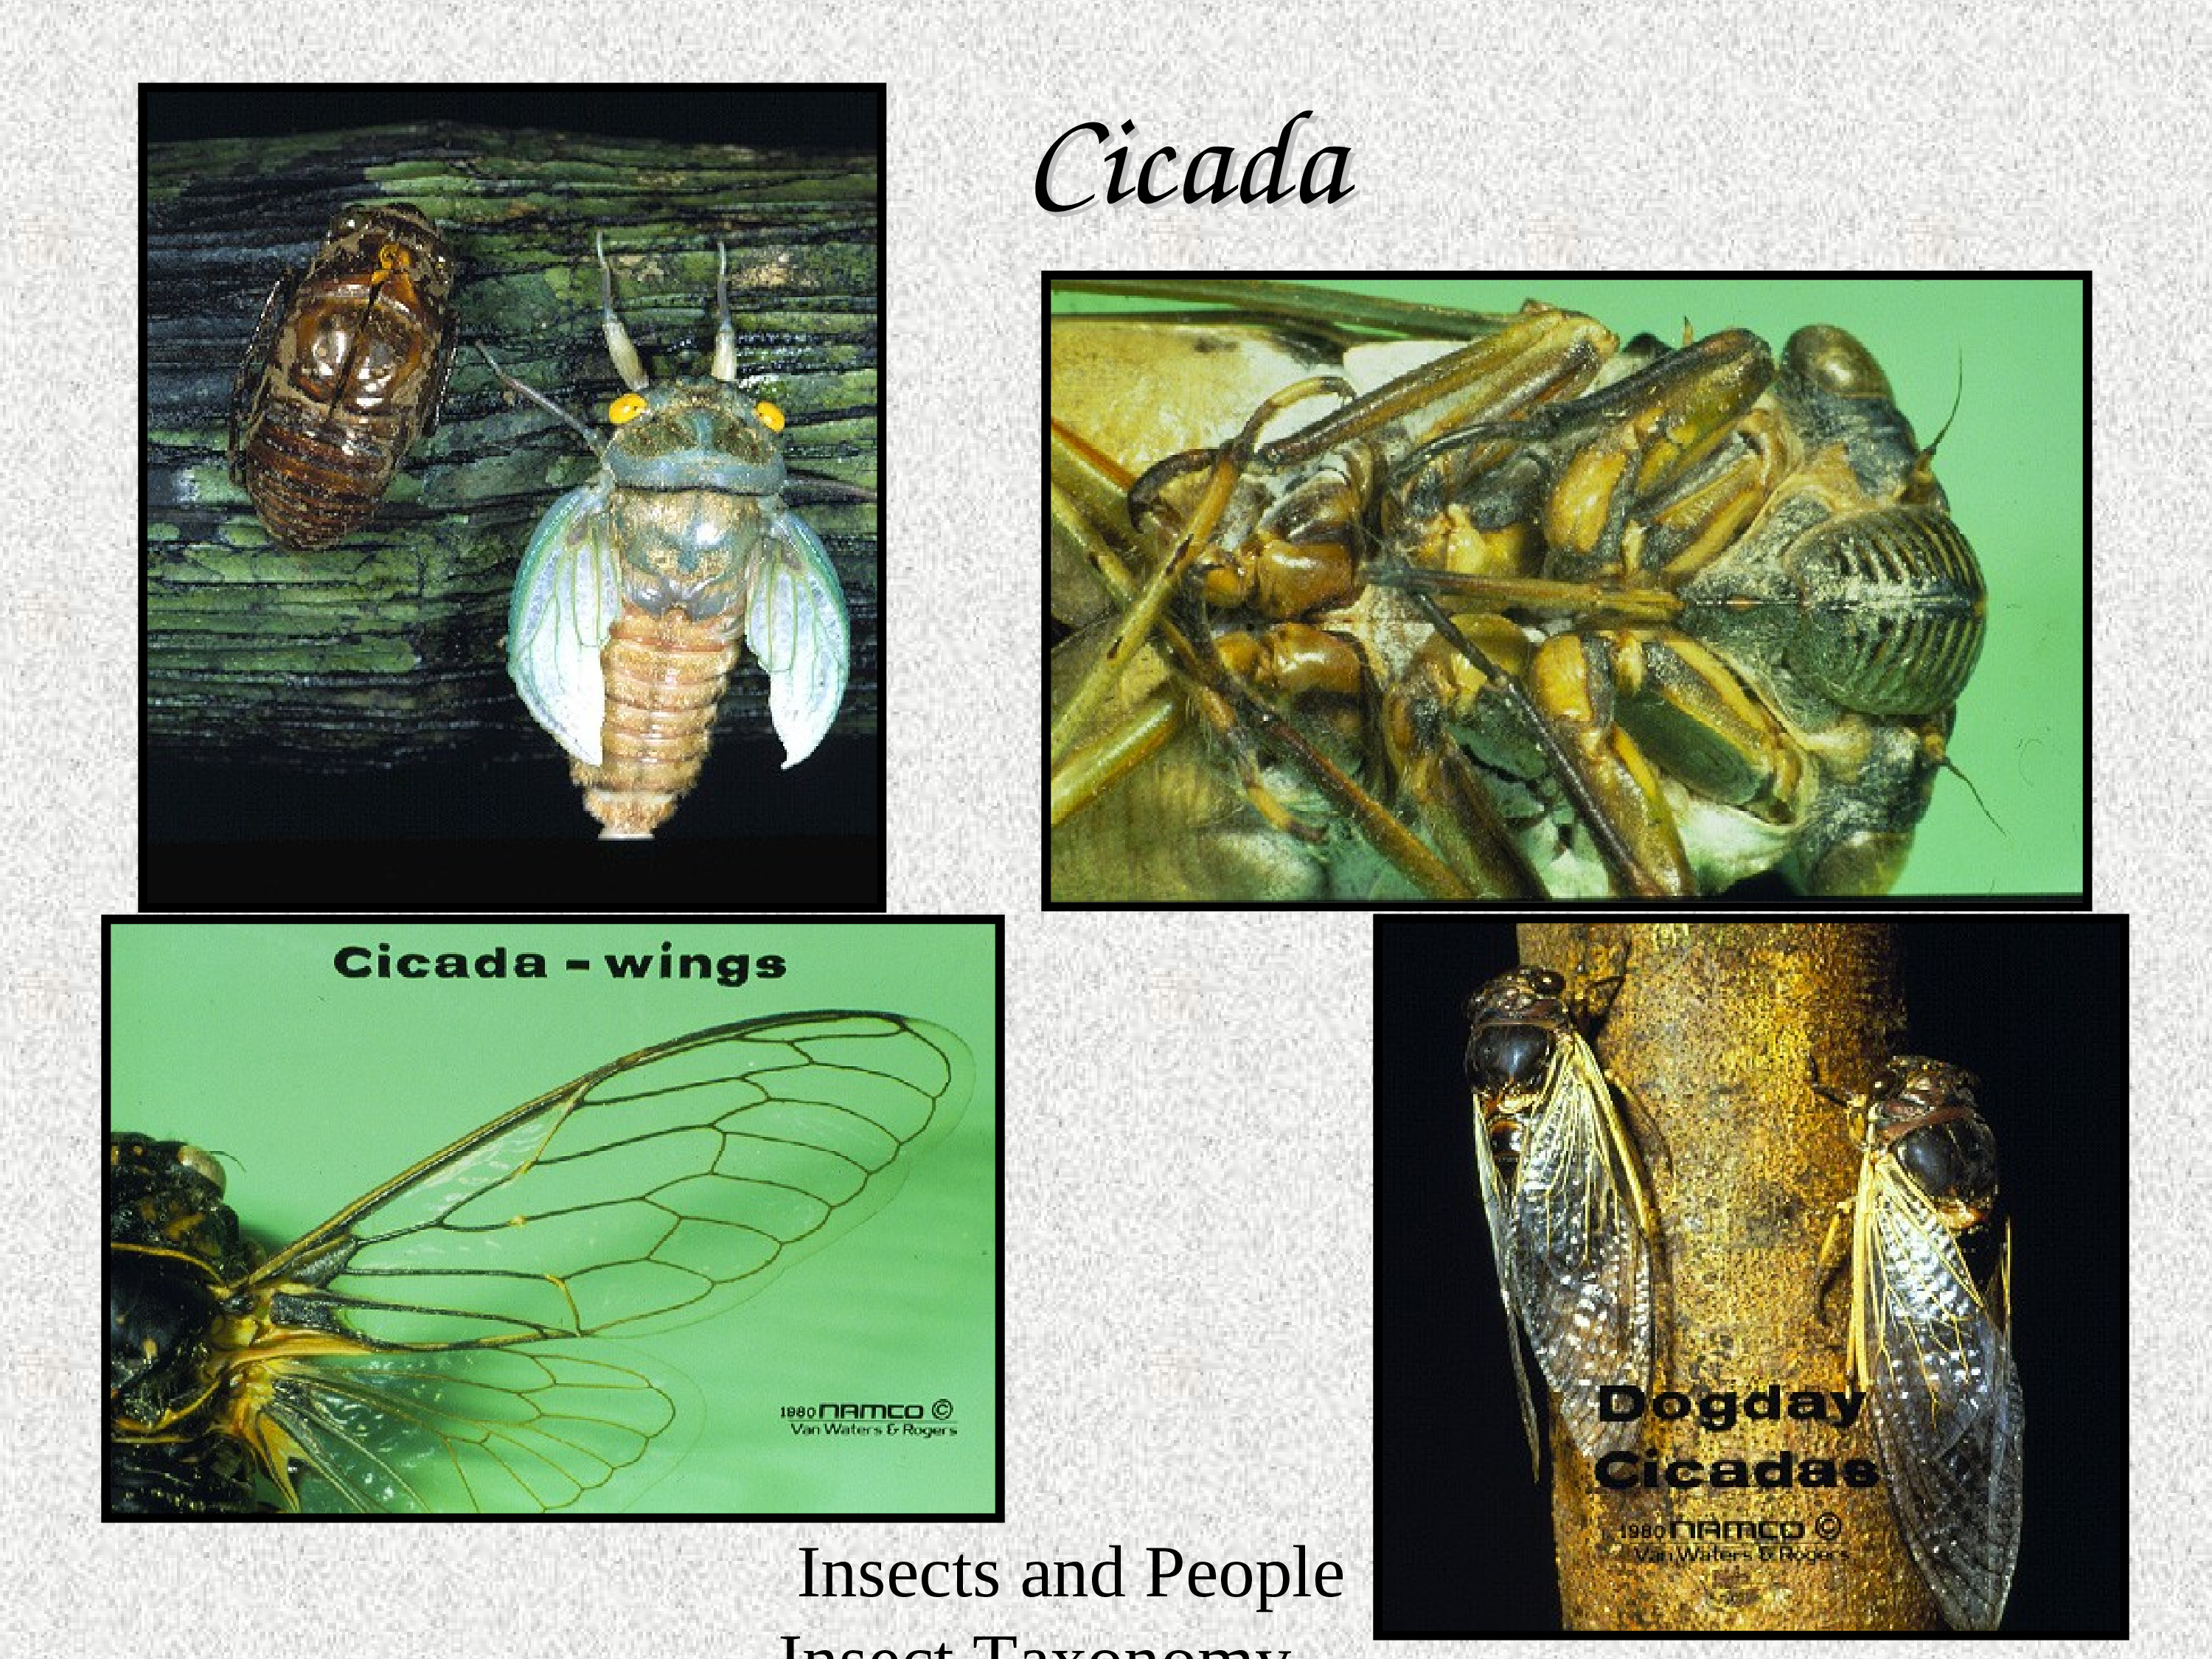 Cicada
Cicada - wings
1980 NAMCO ©
Van Waters & Rogers
Dogday
Cicadas
1980 NAMCO ©
Van Waters & Rogers
Insects and People
Insect Taxonomy